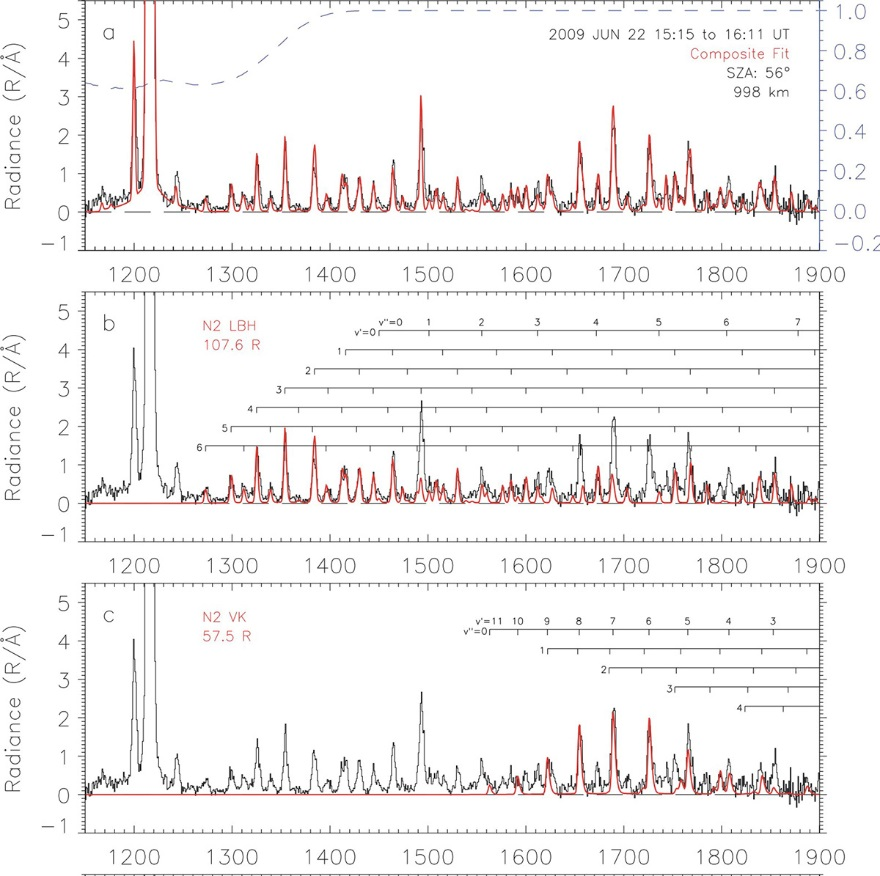 a
2009 JUN 22 15:15 to 16:11 UT
Composite Fit
SZA: 56°
998 km
Radiance (R/Å)
5
4
3
2
1
0
−1
1.0
0.8
0.6
0.4
0.2
0.0
−0.2
1200 1300 1400 1500 1600 1700 1800 1900
b
N2 LBH
107.6 R
Radiance (R/Å)
5
4
3
2
1
0
−1
v''=0 1 2 3 4 5 6 7
v'=0
1
2
3
4
5
6
1200 1300 1400 1500 1600 1700 1800 1900
c
N2 VK
57.5 R
Radiance (R/Å)
5
4
3
2
1
0
−1
v'=11 10 9 8 7 6 5 4 3
v''=0
1
2
3
4
1200 1300 1400 1500 1600 1700 1800 1900